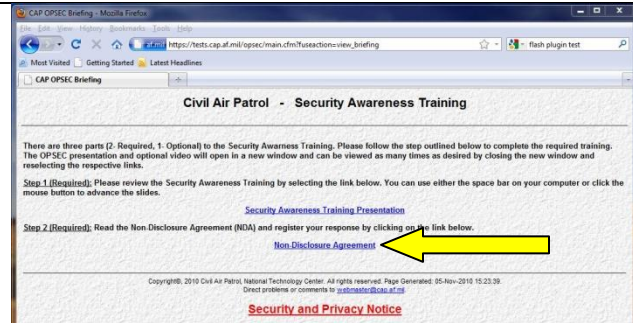 CAP OPSEC Briefing - Mozilla Firefox
File Edit View History Bookmarks Tools Help
af.mil https://tests.cap.af.mil/opsec/main.cfm?fuseaction=view_briefing
flash plugin test
Most Visited Getting Started Latest Headlines
CAP OPSEC Briefing
Civil Air Patrol - Security Awareness Training
There are three parts (2- Required, 1- Optional) to the Security Awarness Training. Please follow the step outlined below to complete the required training.
The OPSEC presentation and optional video will open in a new window and can be viewed as many times as desired by closing the new window and
reselecting the respective links.
Step 1 (Required): Please review the Security Awareness Training by selecting the link below. You can use either the space bar on your computer or click the
mouse button to advance the slides.
Security Awareness Training Presentation
Step 2 (Required): Read the Non-Disclosure Agreement (NDA) and register your response by clicking on the link below.
Non-Disclosure Agreement
Copyright©, 2010 Civil Air Patrol, National Technology Center. All rights reserved. Page Generated: 05-Nov-2010 15:23:39.
Direct problems or comments to webmaster@cap.af.mil.
Security and Privacy Notice